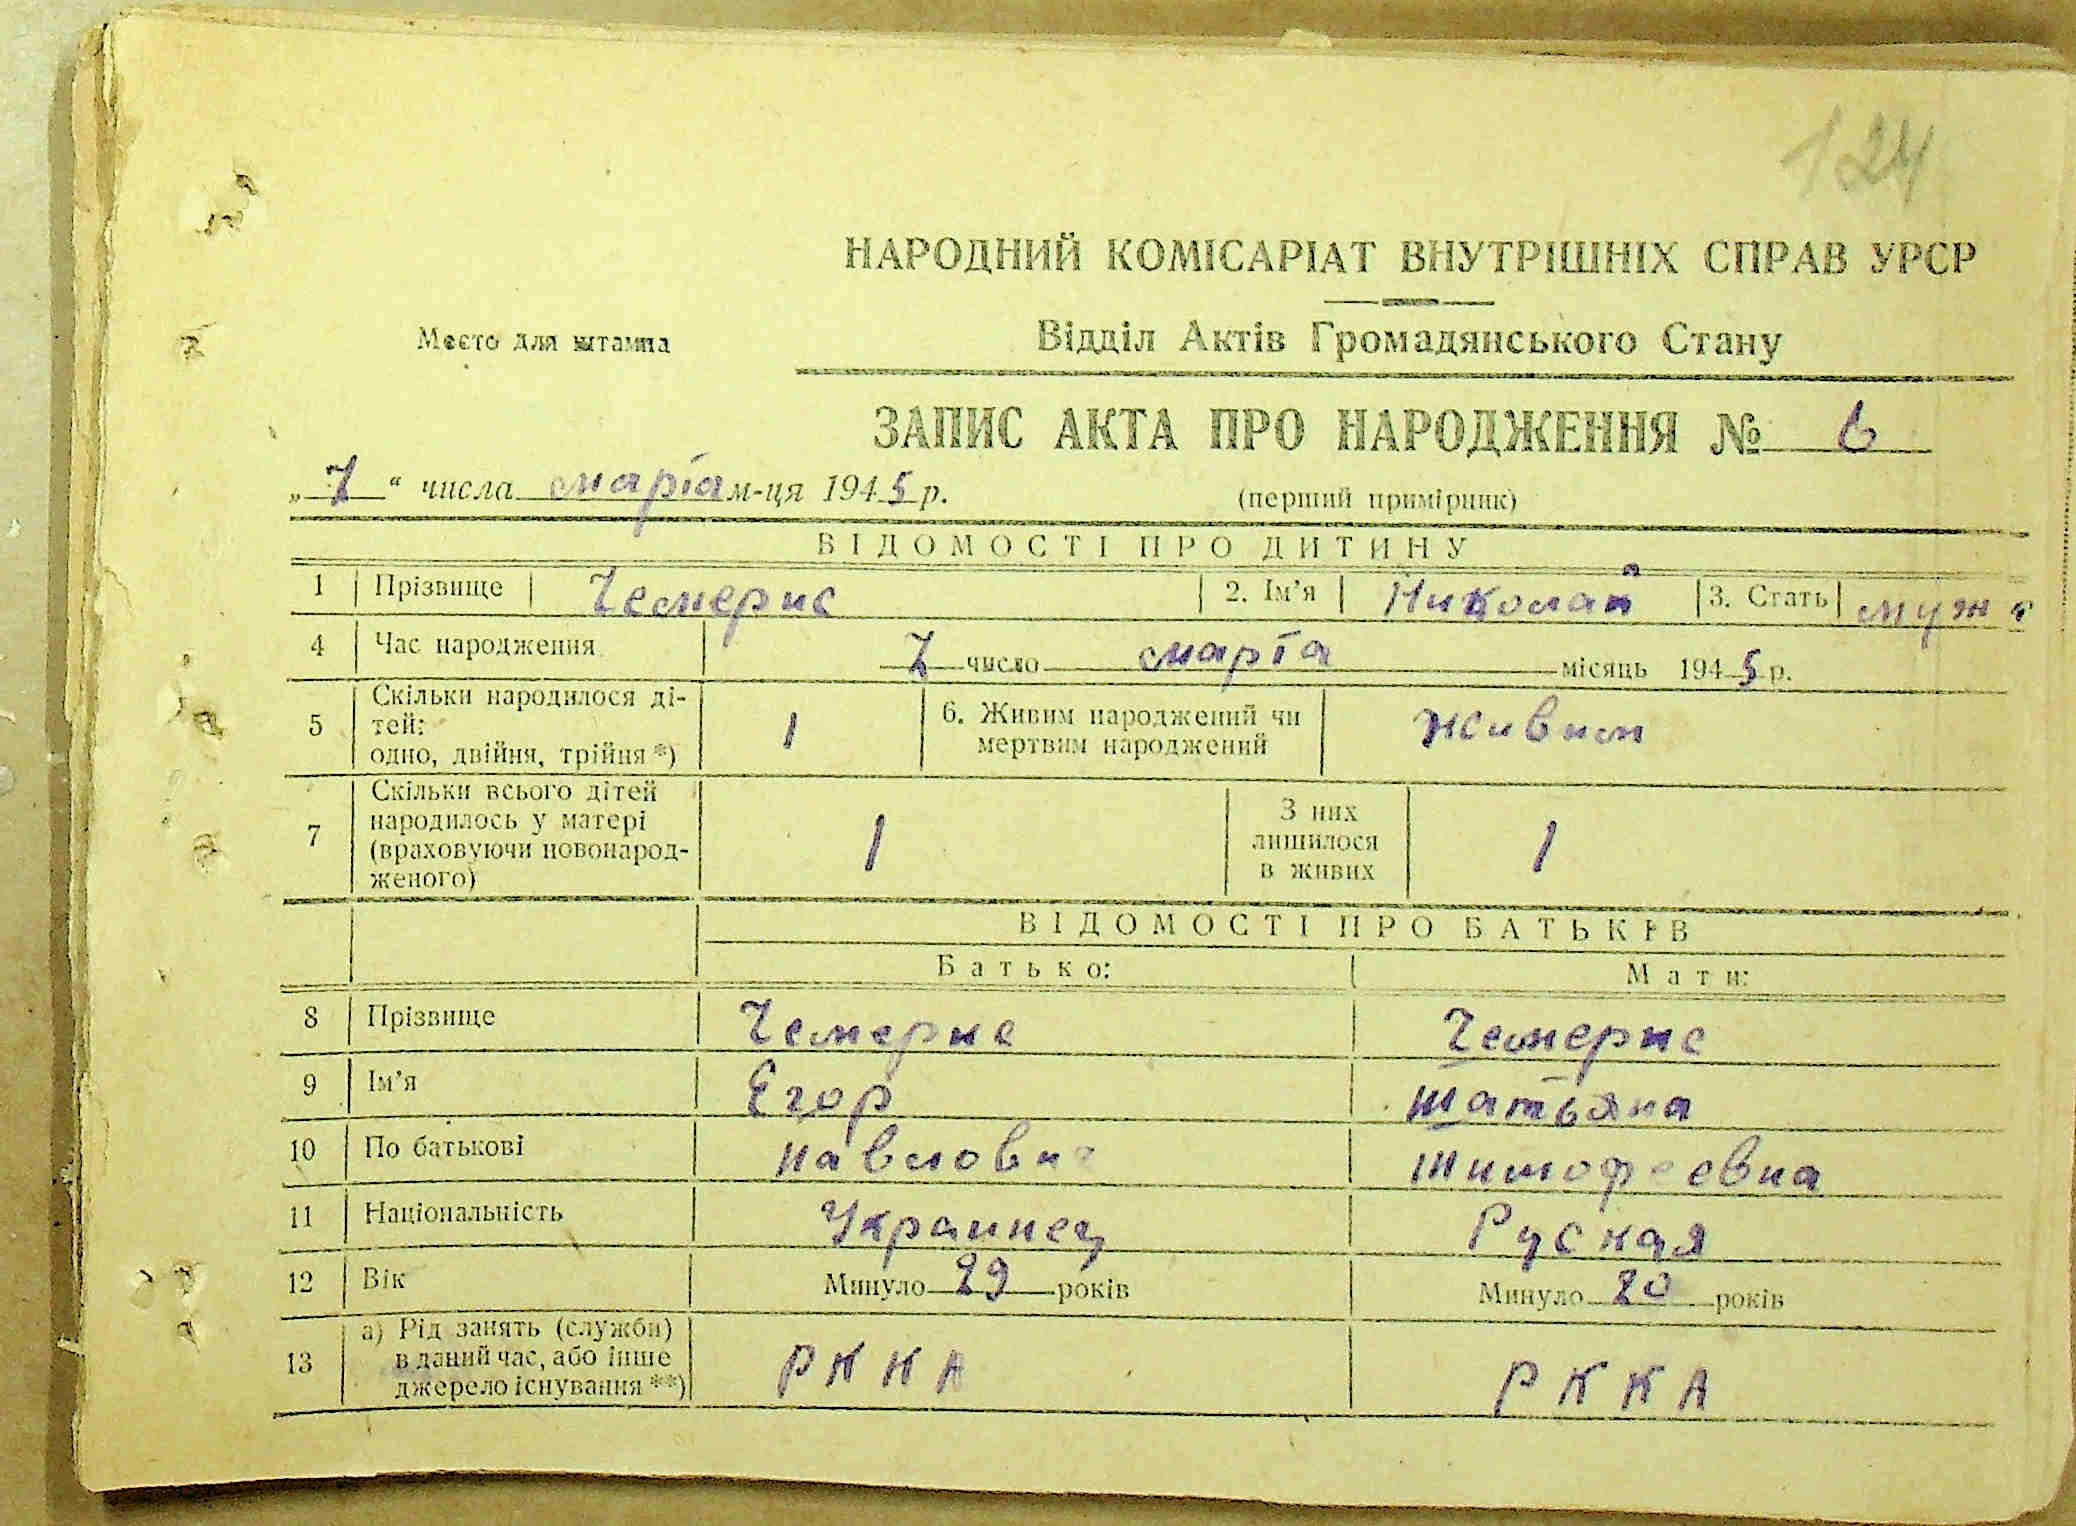 124
НАРОДНИЙ КОМІСАРІАТ ВНУТРІШНІХ СПРАВ УРСР
Место для штампа
Відділ Актів Громадянського Стану
ЗАПИС АКТА ПРО НАРОДЖЕННЯ № 6
„7“ числа марта м-ця 1945 р. (перший примірник)
ВІДОМОСТІ ПРО ДИТИНУ
1 Прізвище Чемерис 2. Ім’я Николай 3. Стать муж
4 Час народження 7 число марта місяць 1945 р.
5 Скільки народилося ді-
тей:
одно, двійня, трійня *) 1 6. Живим народжений чи
мертвим народжений живым
7 Скільки всього дітей
народилось у матері
(враховуючи новонарод-
женого) 1 З них
лишилося
в живих 1
ВІДОМОСТІ ПРО БАТЬКІВ
Батько: Мати:
8 Прізвище Чемерис Чемерис
9 Ім’я Егор Татьяна
10 По батькові Павлович Тимофеевна
11 Національність Украинец Руская
12 Вік Минуло 29 років Минуло 20 років
13 а) Рід занять (служби)
в даний час, або інше
джерело існування **) РККА РККА